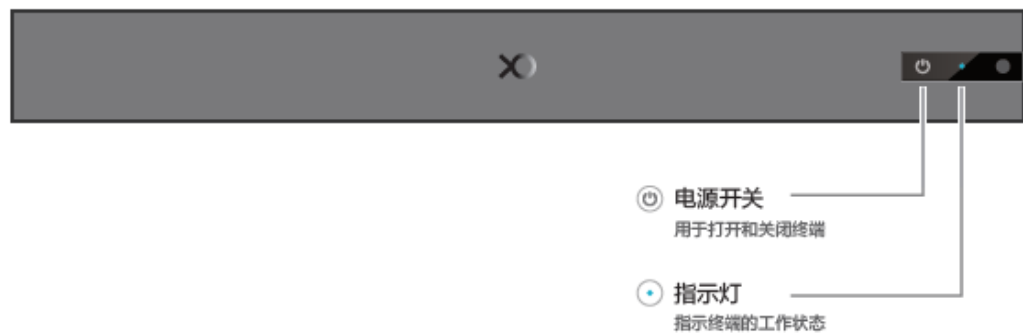 电源开关
用于打开和关闭终端
指示灯
指示终端的工作状态